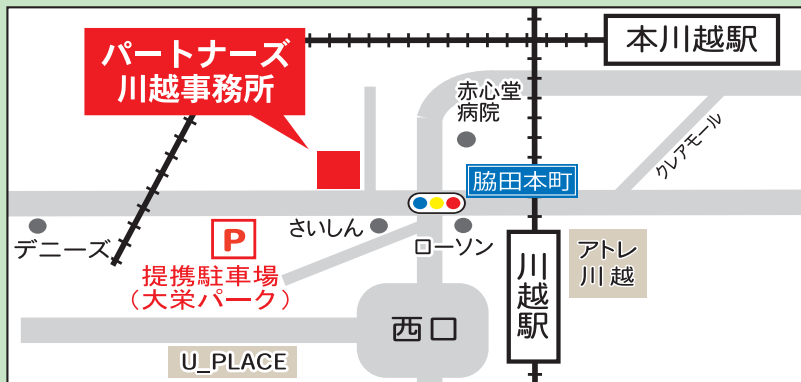 パートナーズ
川越事務所
本川越駅
赤心堂
病院
クレアモール
脇田本町
デニーズ
P
提携駐車場
（大栄パーク）
さいしん
ローソン
川越駅
アトレ
川越
西口
U_PLACE